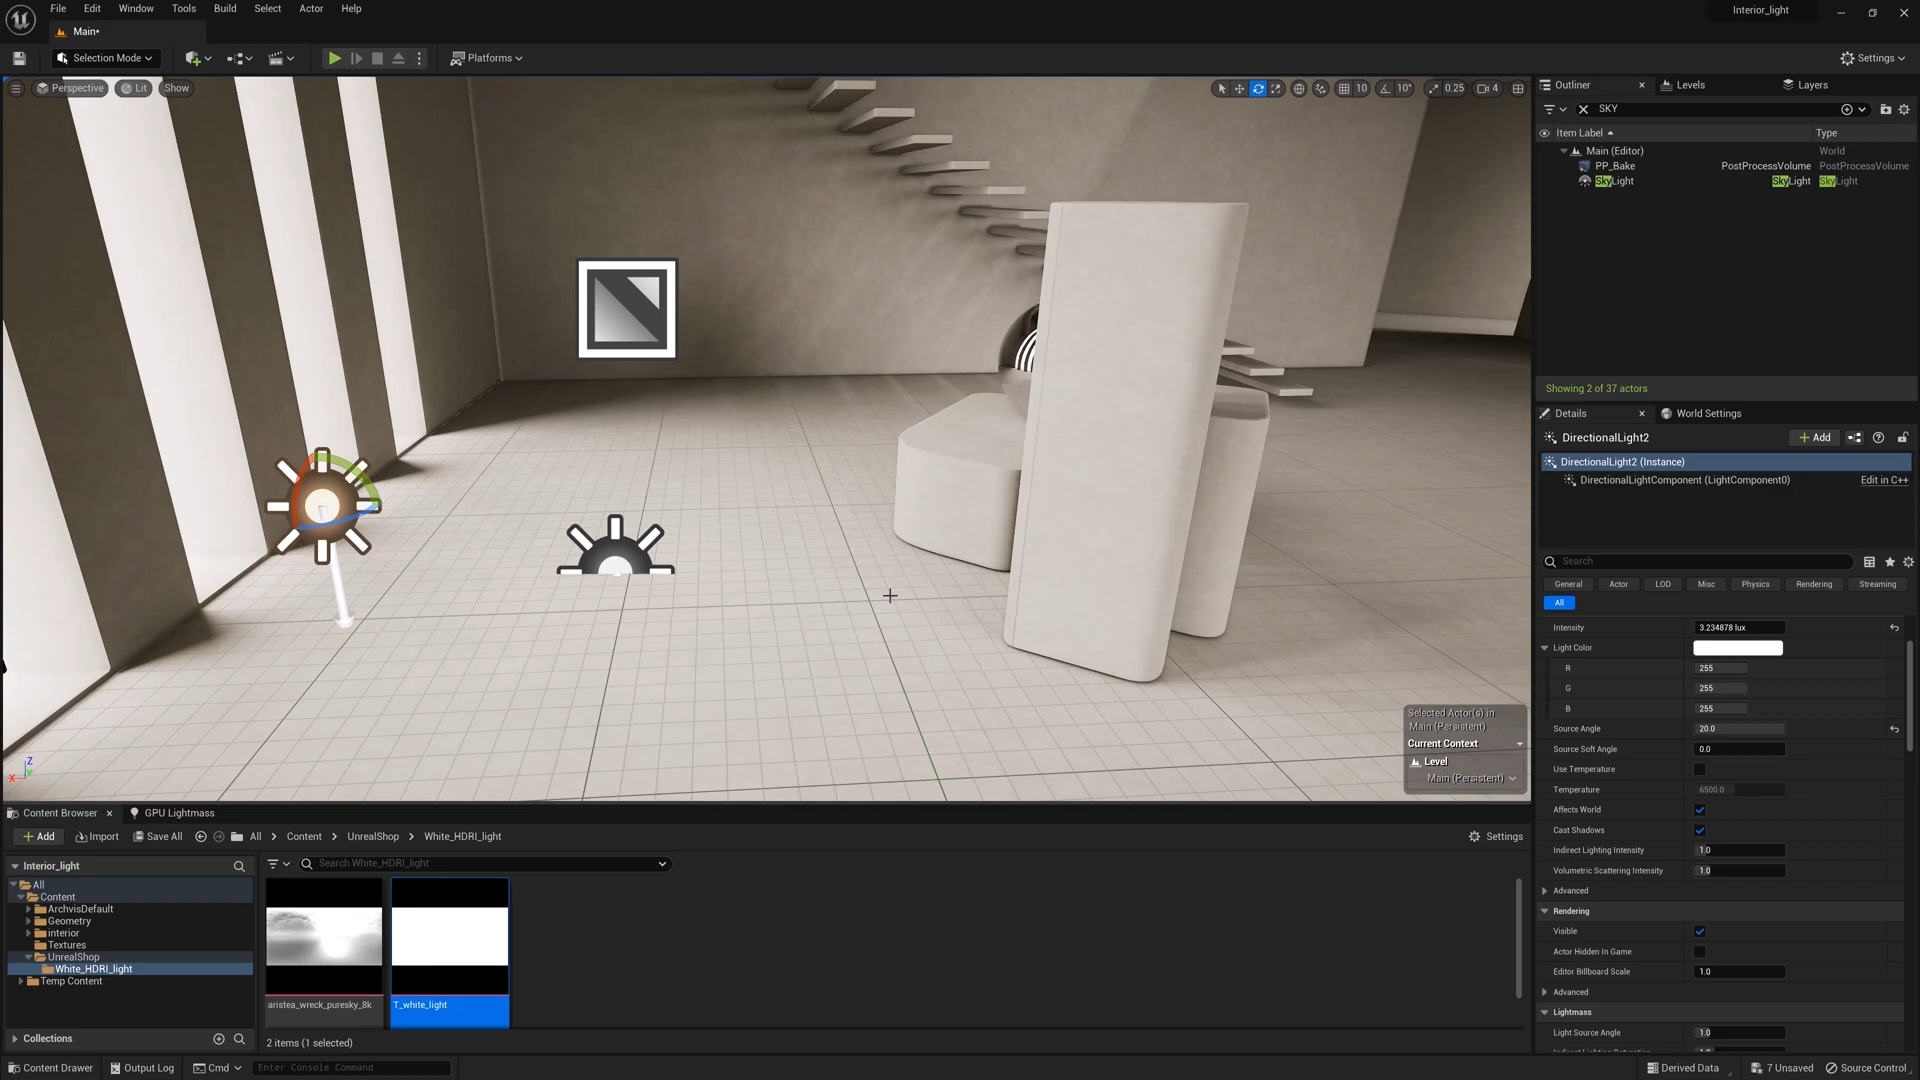 File Edit Window Tools Build Select Actor Help
Interior_light
Main•
Selection Mode
Platforms
Settings
Perspective Lit Show
10 10° 0.25 4
Outliner Levels Layers
SKY
Item Label Type
Main (Editor) World
PP_Bake PostProcessVolume PostProcessVolume
SkyLight SkyLight SkyLight
Showing 2 of 37 actors
Details World Settings
DirectionalLight2 + Add
DirectionalLight2 (Instance)
DirectionalLightComponent (LightComponent0) Edit in C++
Search
General Actor LOD Misc Physics Rendering Streaming
All
Intensity 3.234878 lux
Light Color
R 255
G 255
B 255
Source Angle 20.0
Source Soft Angle 0.0
Use Temperature
Temperature 6500.0
Affects World
Cast Shadows
Indirect Lighting Intensity 1.0
Volumetric Scattering Intensity 1.0
Advanced
Rendering
Visible
Actor Hidden In Game
Editor Billboard Scale 1.0
Advanced
Lightmass
Light Source Angle 1.0
Selected Actor(s) in
Main (Persistent)
Current Context
Level
Main (Persistent)
Z
X Y
Content Browser GPU Lightmass
+ Add Import Save All All > Content > UnrealShop > White_HDRI_light Settings
Interior_light
Search White_HDRI_light
All
Content
ArchvisDefault
Geometry
interior
Textures
UnrealShop
White_HDRI_light
Temp Content
aristea_wreck_puresky_8k
T_white_light
Collections
2 items (1 selected)
Content Drawer Output Log Cmd Enter Console Command Derived Data 7 Unsaved Source Control